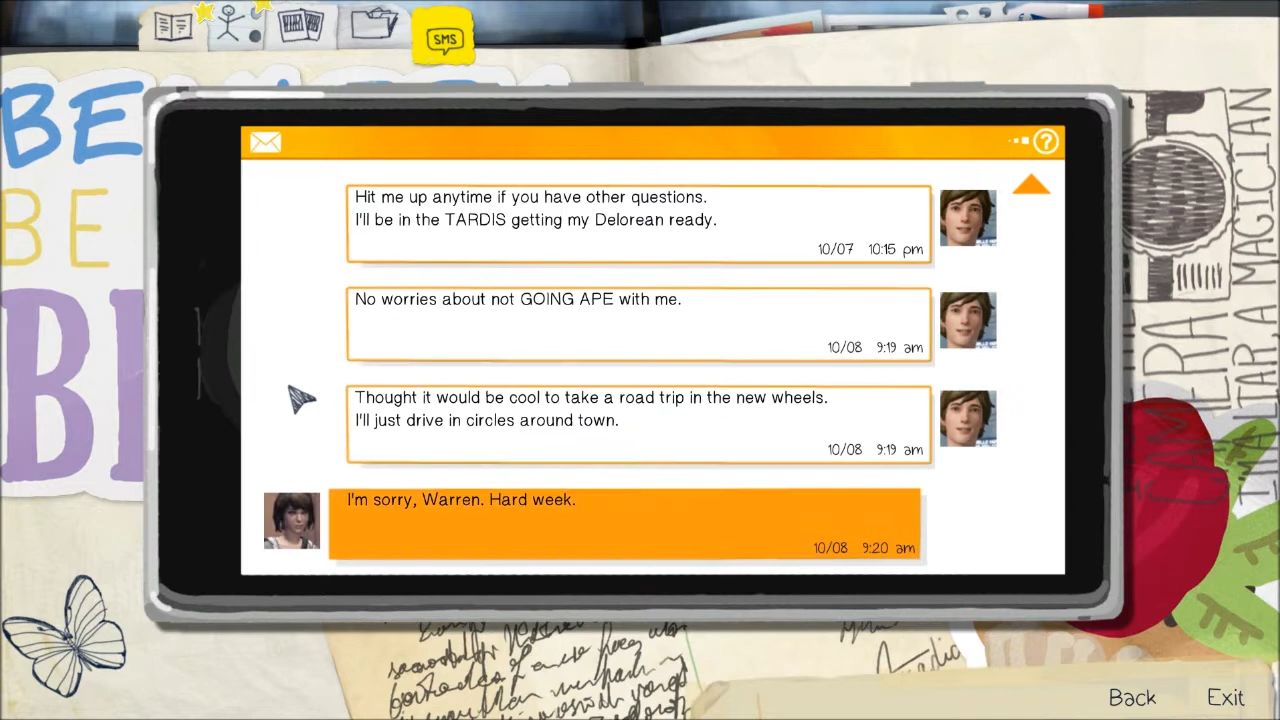 SMS
BE
BE
Hit me up anytime if you have other questions.
I'll be in the TARDIS getting my Delorean ready.
10/07 10:15 pm
No worries about not GOING APE with me.
10/08 9:19 am
Thought it would be cool to take a road trip in the new wheels.
I'll just drive in circles around town.
10/08 9:19 am
I'm sorry, Warren. Hard week.
10/08 9:20 am
MAGICIAN
Back
Exit